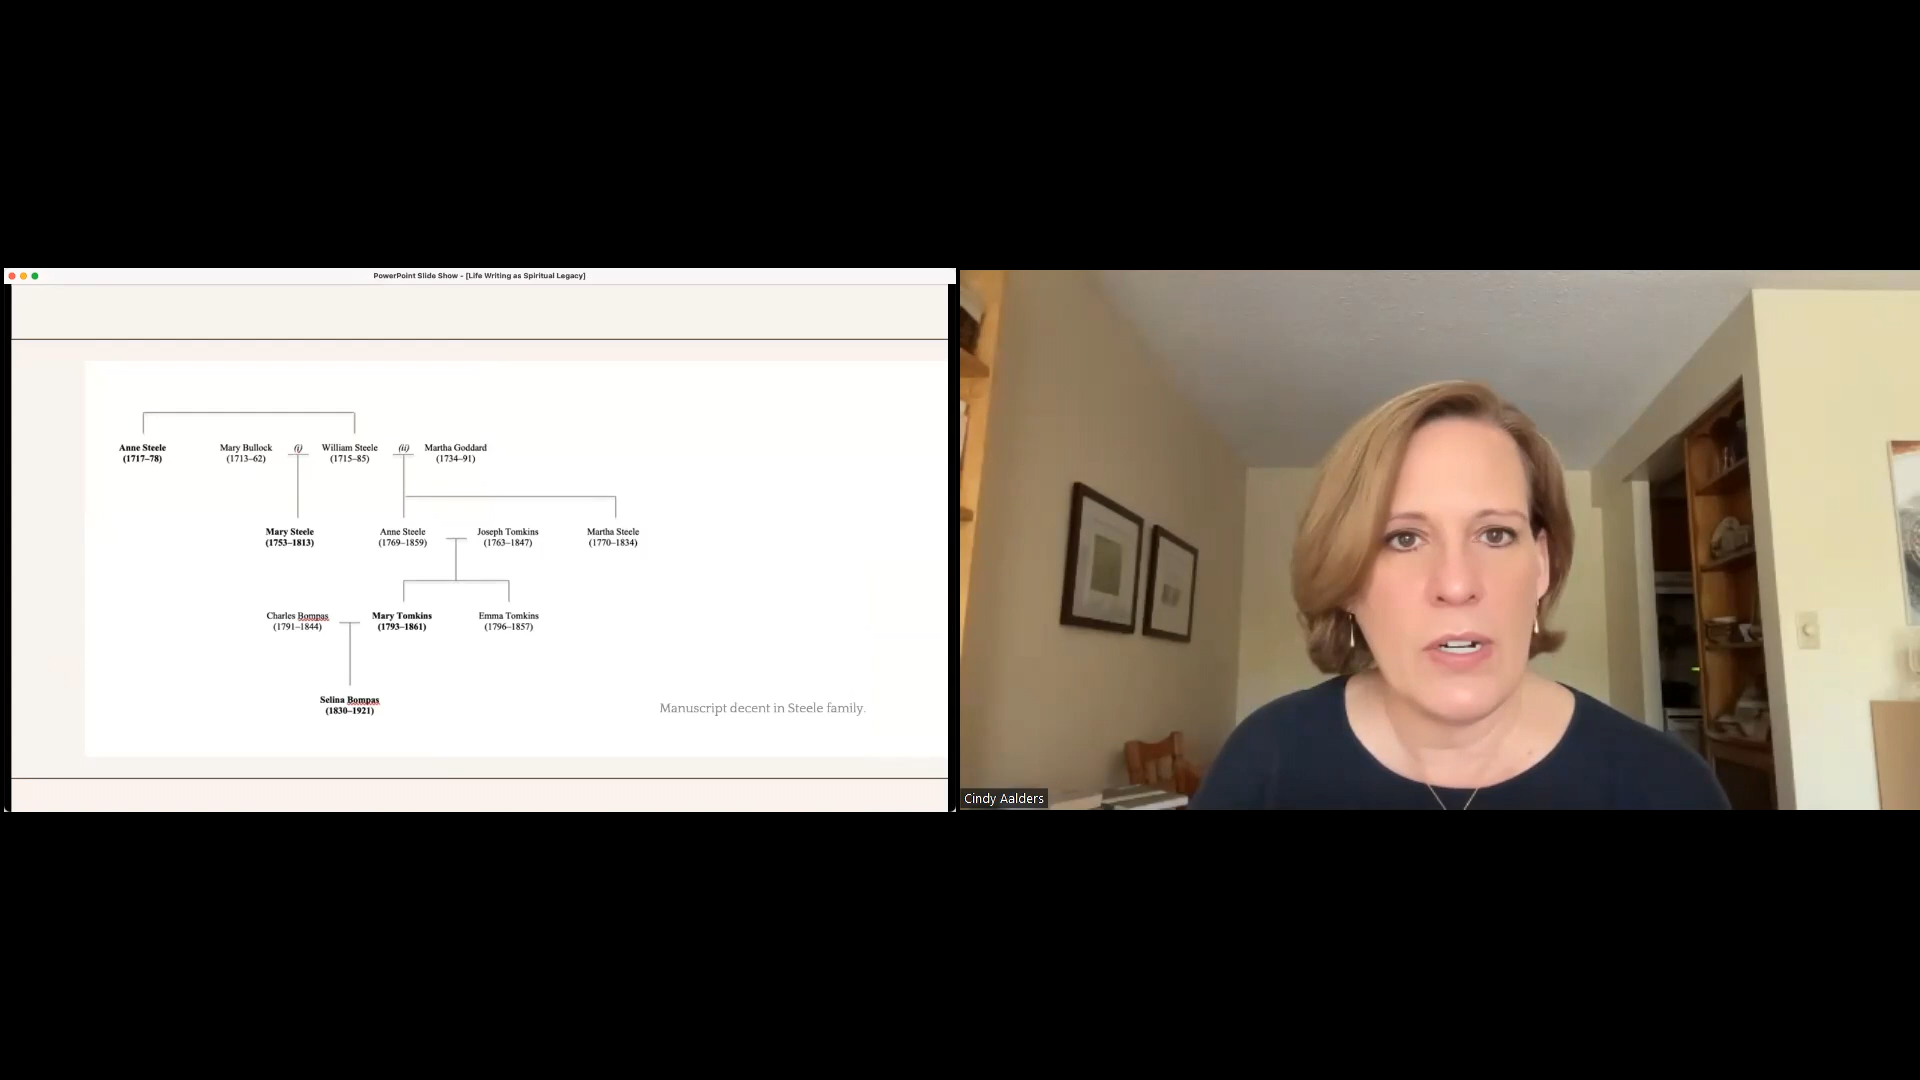 PowerPoint Slide Show - [Life Writing as Spiritual Legacy]
Anne Steele
(1717–78)
Mary Bullock
(1713–62)
(i)
William Steele
(1715–85)
(ii)
Martha Goddard
(1734–91)
Mary Steele
(1753–1813)
Anne Steele
(1769–1859)
Joseph Tomkins
(1763–1847)
Martha Steele
(1770–1834)
Charles Bompas
(1791–1844)
Mary Tomkins
(1793–1861)
Emma Tomkins
(1796–1857)
Selina Bompas
(1830–1921)
Manuscript decent in Steele family.
Cindy Aalders